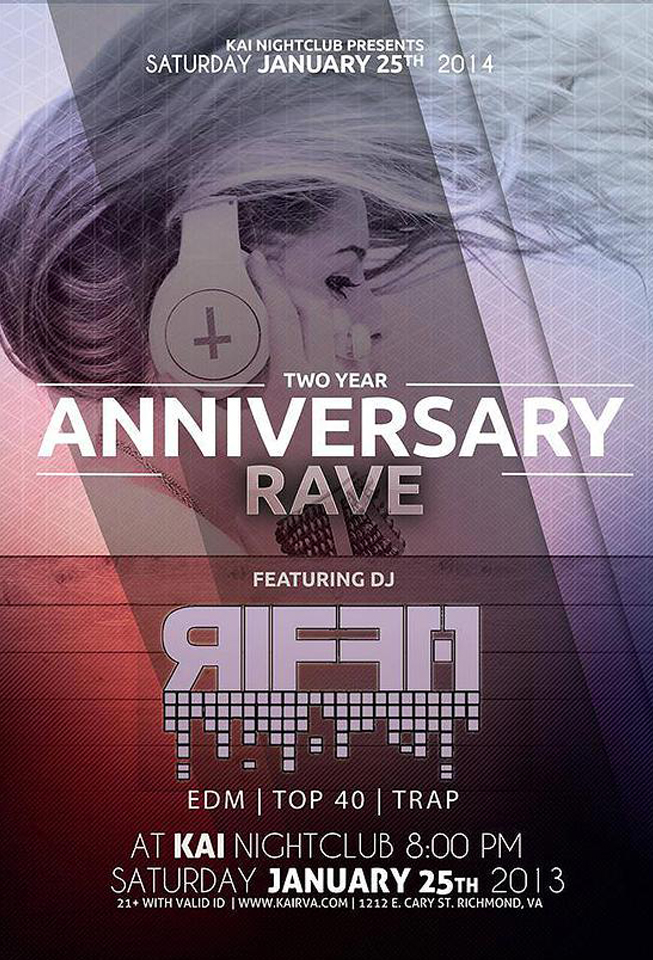 KAI NIGHTCLUB PRESENTS
SATURDAY JANUARY 25TH 2014
TWO YEAR
ANNIVERSARY
RAVE
FEATURING DJ
EDM | TOP 40 | TRAP
AT KAI NIGHTCLUB 8:00 PM
SATURDAY JANUARY 25TH 2013
21+ WITH VALID ID | WWW.KAIRVA.COM | 1212 E. CARY ST. RICHMOND, VA